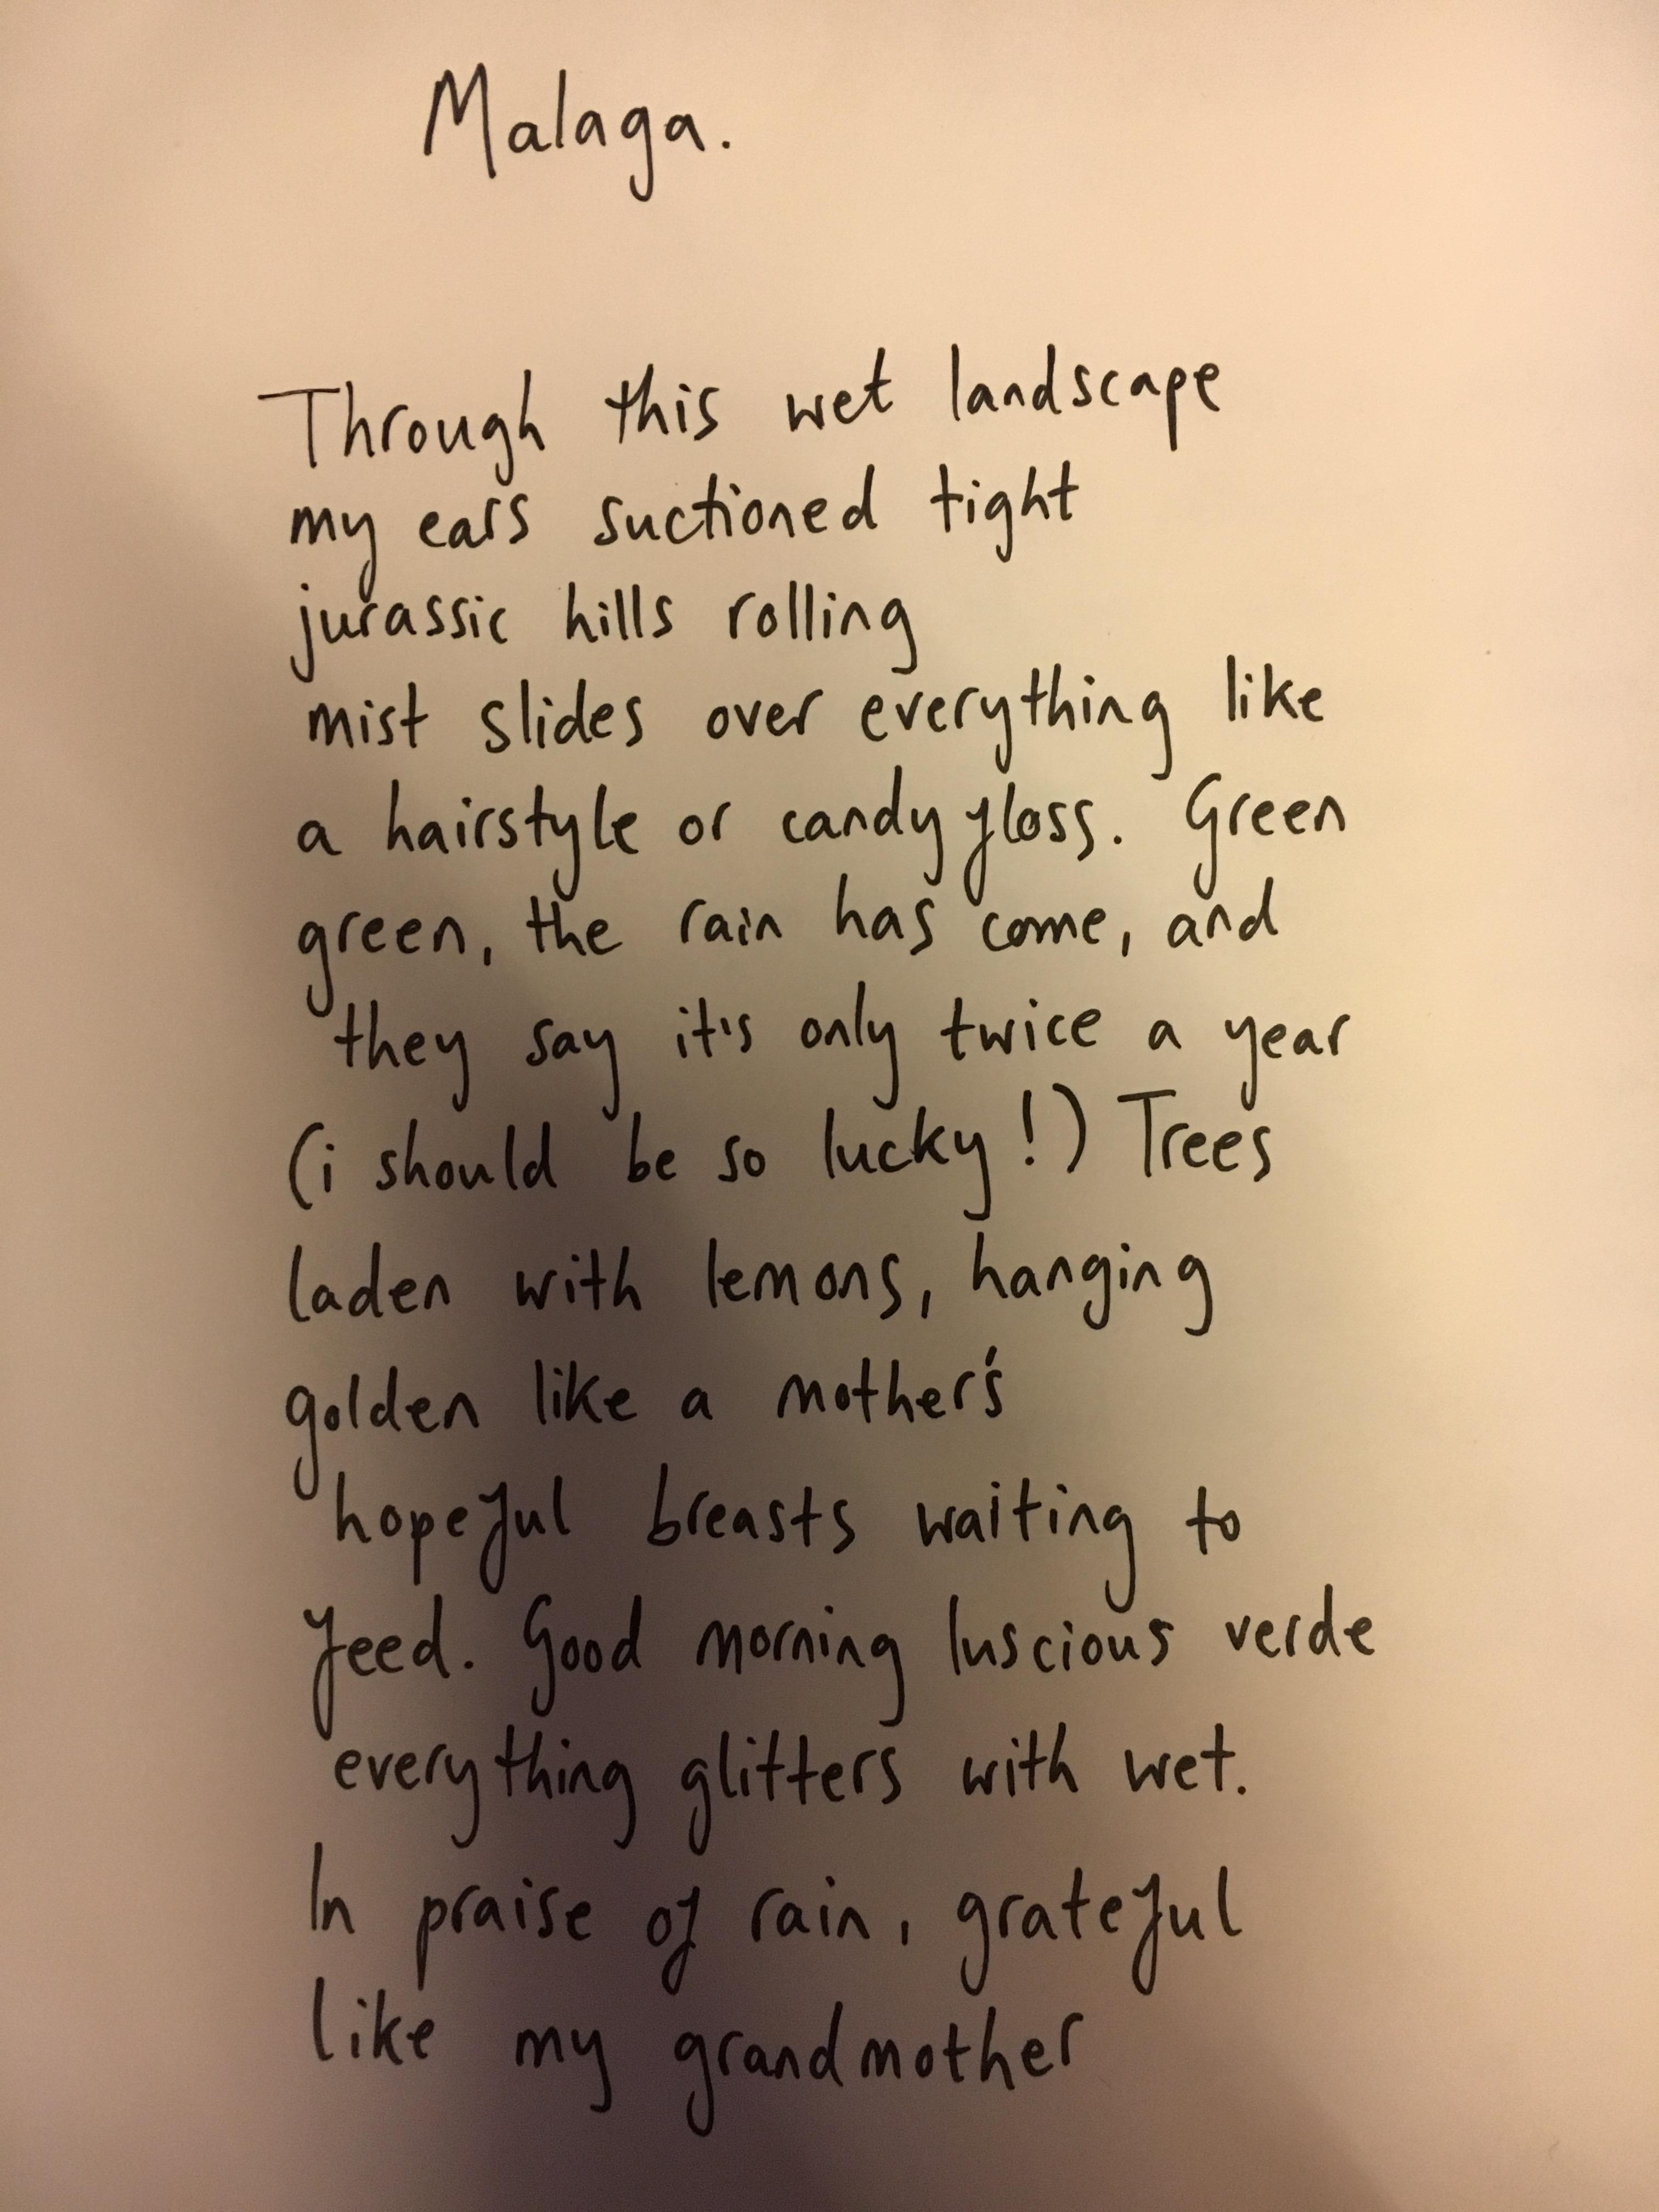 Malaga.
Through this wet landscape
my ears suctioned tight
jurassic hills rolling
mist slides over everything like
a hairstyle or candy floss. Green
green, the rain has come, and
they say it's only twice a year
(i should be so lucky!) Trees
laden with lemons, hanging
golden like a mother's
hopeful breasts waiting to
feed. Good morning luscious verde
everything glitters with wet.
In praise of rain, grateful
like my grandmother